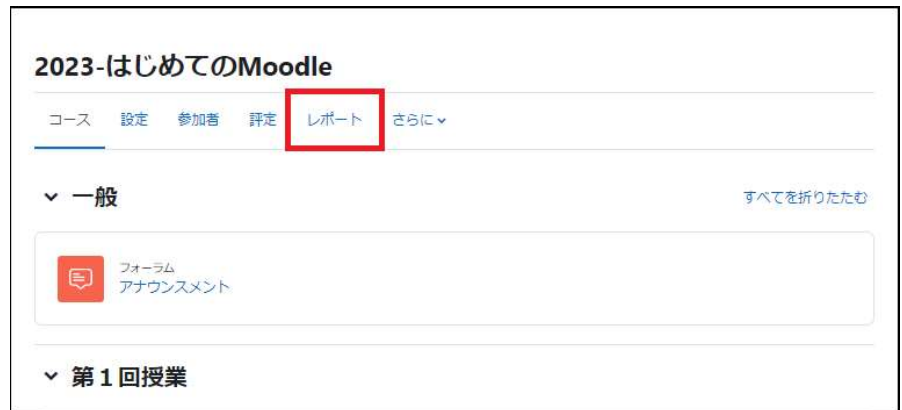 2023-はじめてのMoodle
コース 設定 参加者 評定 レポート さらに
一般 すべてを折りたたむ
フォーラム
アナウンスメント
第1回授業